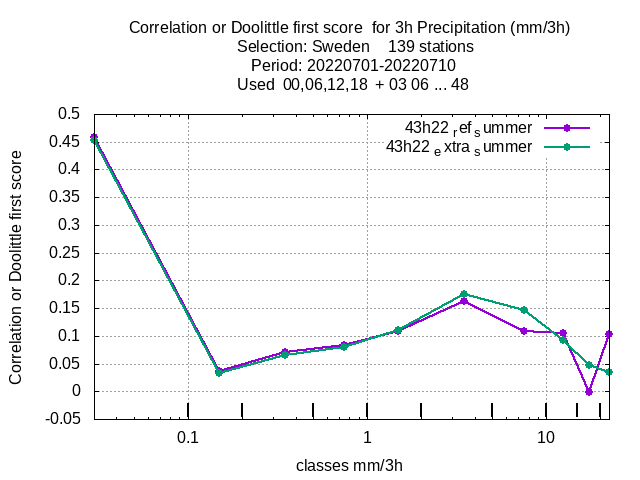 Correlation or Doolittle first score  for 3h Precipitation (mm/3h)
Selection: Sweden    139 stations
Period: 20220701-20220710
Used  00,06,12,18  + 03 06 ... 48
43h22 ref summer
43h22 extra summer
0.5
0.45
0.4
0.35
0.3
0.25
0.2
0.15
0.1
0.05
0
-0.05
Correlation or Doolittle first score
0.1 1 10
classes mm/3h